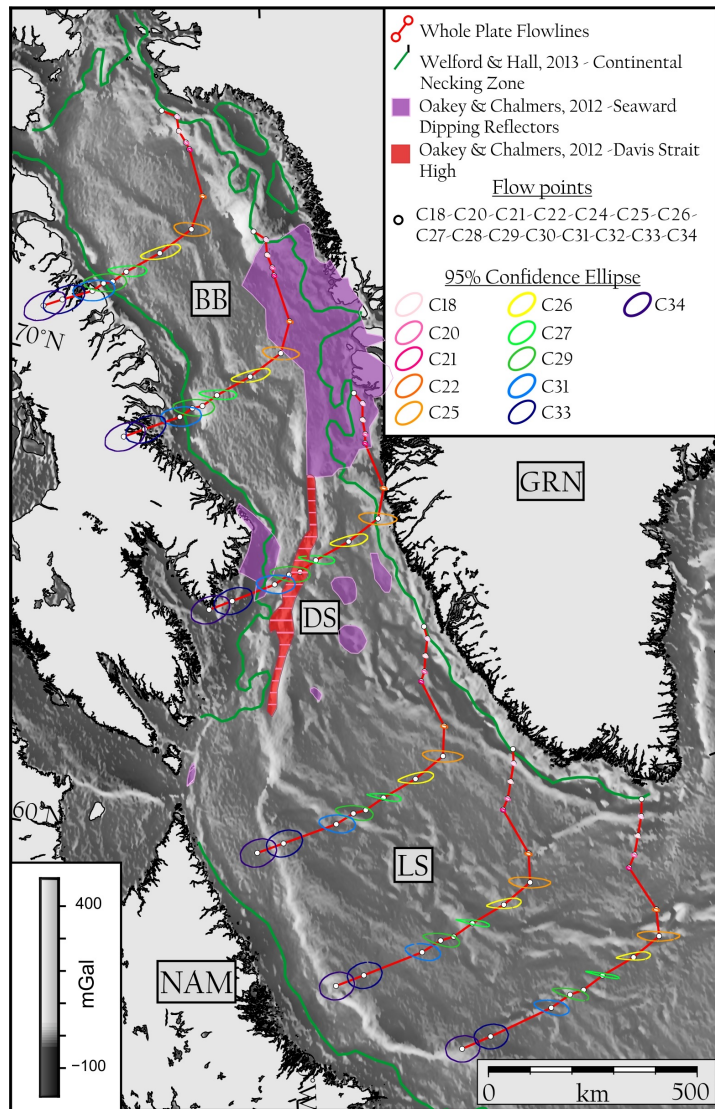 Whole Plate Flowlines
Welford & Hall, 2013 - Continental
Necking Zone
Oakey & Chalmers, 2012 -Seaward
Dipping Reflectors
Oakey & Chalmers, 2012 -Davis Strait
High
Flow points
C18-C20-C21-C22-C24-C25-C26-
C27-C28-C29-C30-C31-C32-C33-C34
95% Confidence Ellipse
C18
C26
C34
C20
C27
C21
C29
C22
C31
C25
C33
BB
70°N
GRN
DS
60°N
LS
NAM
400
mGal
−100
0
500
km